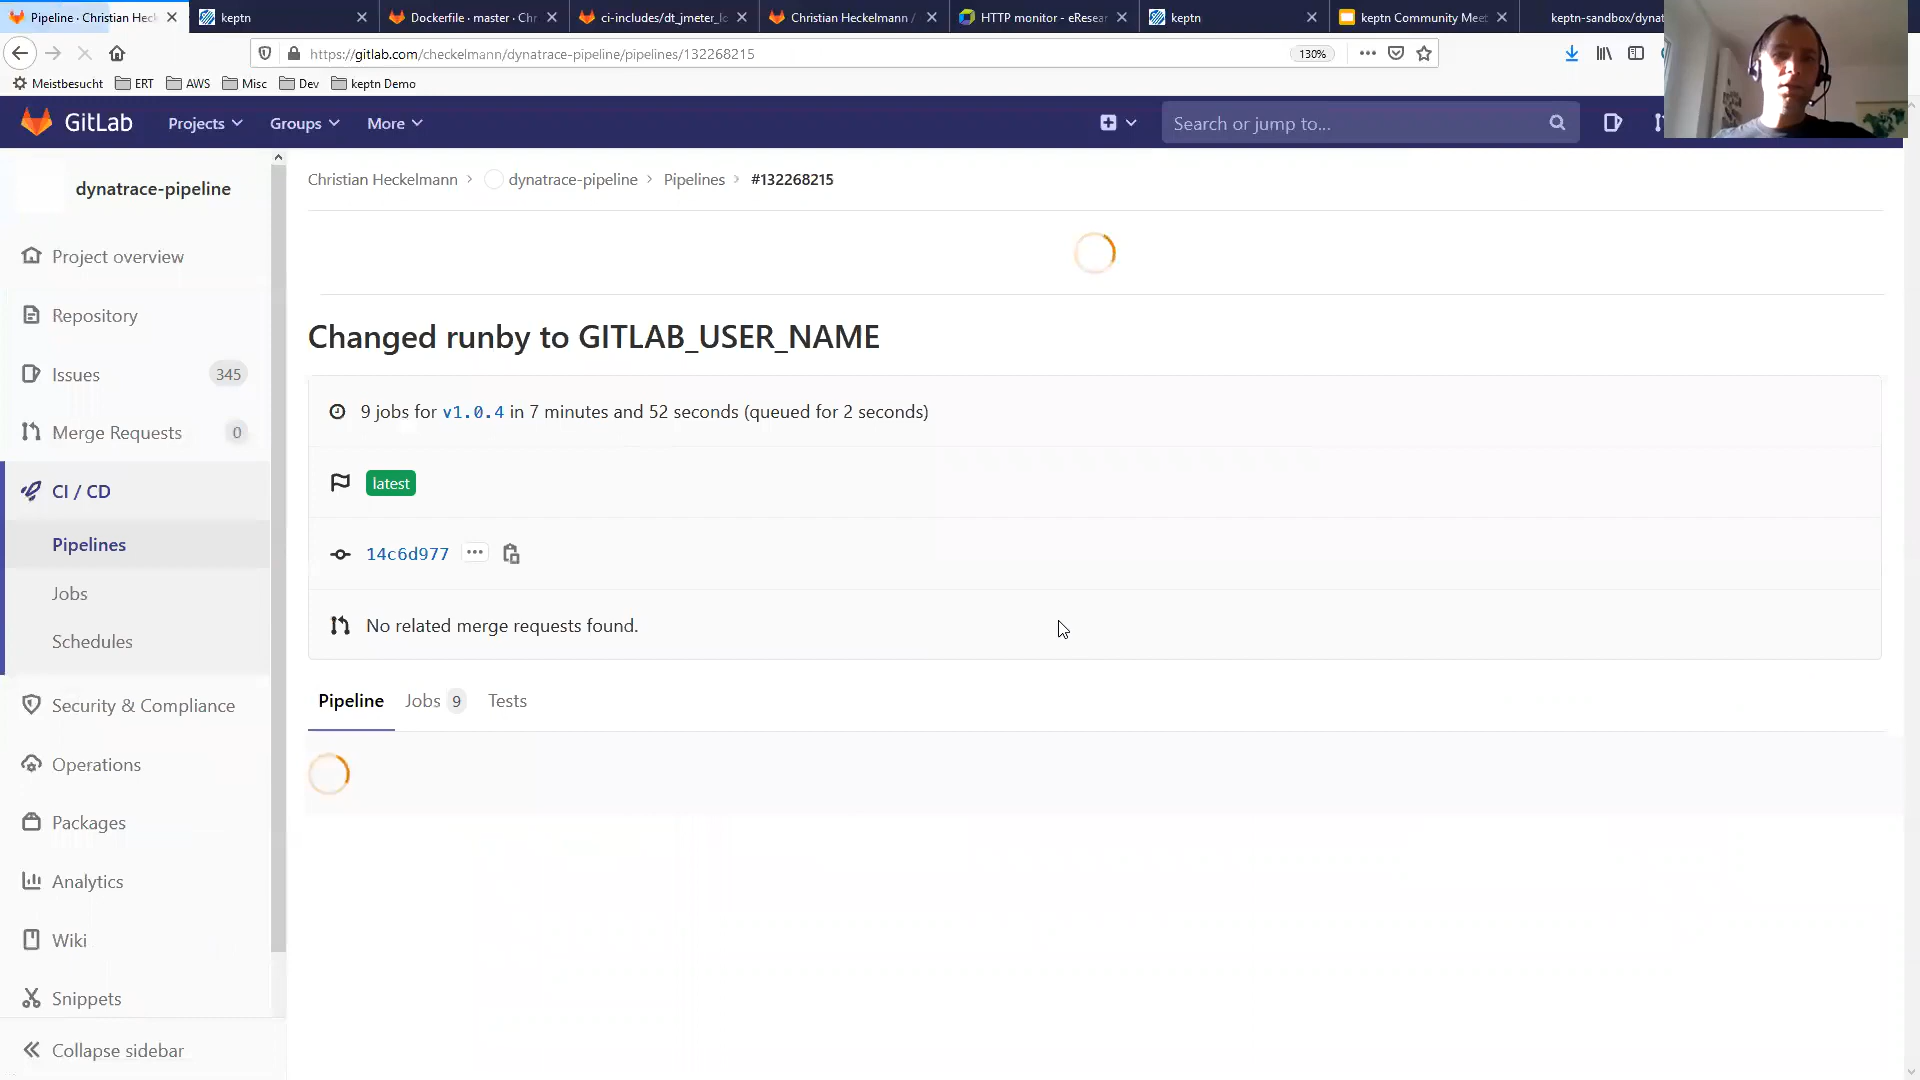 Pipeline · Christian Heck
keptn
Dockerfile · master · Chr
ci-includes/dt_jmeter_lo
Christian Heckelmann /
HTTP monitor - eResear
keptn
keptn Community Meet
keptn-sandbox/dynat
https://gitlab.com/checkelmann/dynatrace-pipeline/pipelines/132268215
130%
Meistbesucht
ERT
AWS
Misc
Dev
keptn Demo
GitLab
Projects
Groups
More
Search or jump to...
dynatrace-pipeline
Christian Heckelmann > dynatrace-pipeline > Pipelines > #132268215
Project overview
Repository
Issues 345
Merge Requests 0
CI / CD
Pipelines
Jobs
Schedules
Security & Compliance
Operations
Packages
Analytics
Wiki
Snippets
Collapse sidebar
Changed runby to GITLAB_USER_NAME
9 jobs for v1.0.4 in 7 minutes and 52 seconds (queued for 2 seconds)
latest
14c6d977
No related merge requests found.
Pipeline Jobs 9 Tests